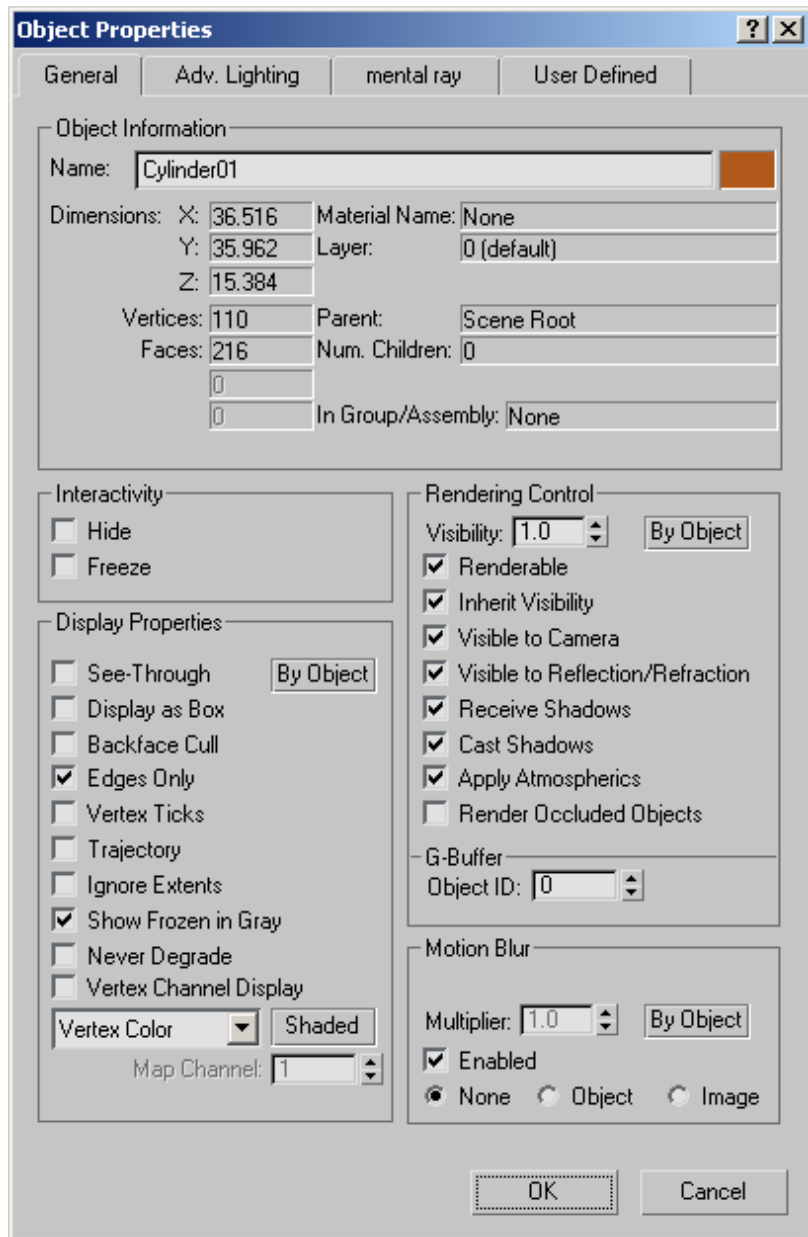 Object Properties
General Adv. Lighting mental ray User Defined
Object Information
Name: Cylinder01
Dimensions: X: 36.516 Material Name: None
Y: 35.962 Layer: 0 (default)
Z: 15.384
Vertices: 110 Parent: Scene Root
Faces: 216 Num. Children: 0
0
0 In Group/Assembly: None
Interactivity
Hide
Freeze
Display Properties
See-Through By Object
Display as Box
Backface Cull
Edges Only
Vertex Ticks
Trajectory
Ignore Extents
Show Frozen in Gray
Never Degrade
Vertex Channel Display
Vertex Color Shaded
Map Channel: 1
Rendering Control
Visibility: 1.0 By Object
Renderable
Inherit Visibility
Visible to Camera
Visible to Reflection/Refraction
Receive Shadows
Cast Shadows
Apply Atmospherics
Render Occluded Objects
G-Buffer
Object ID: 0
Motion Blur
Multiplier: 1.0 By Object
Enabled
None Object Image
OK Cancel